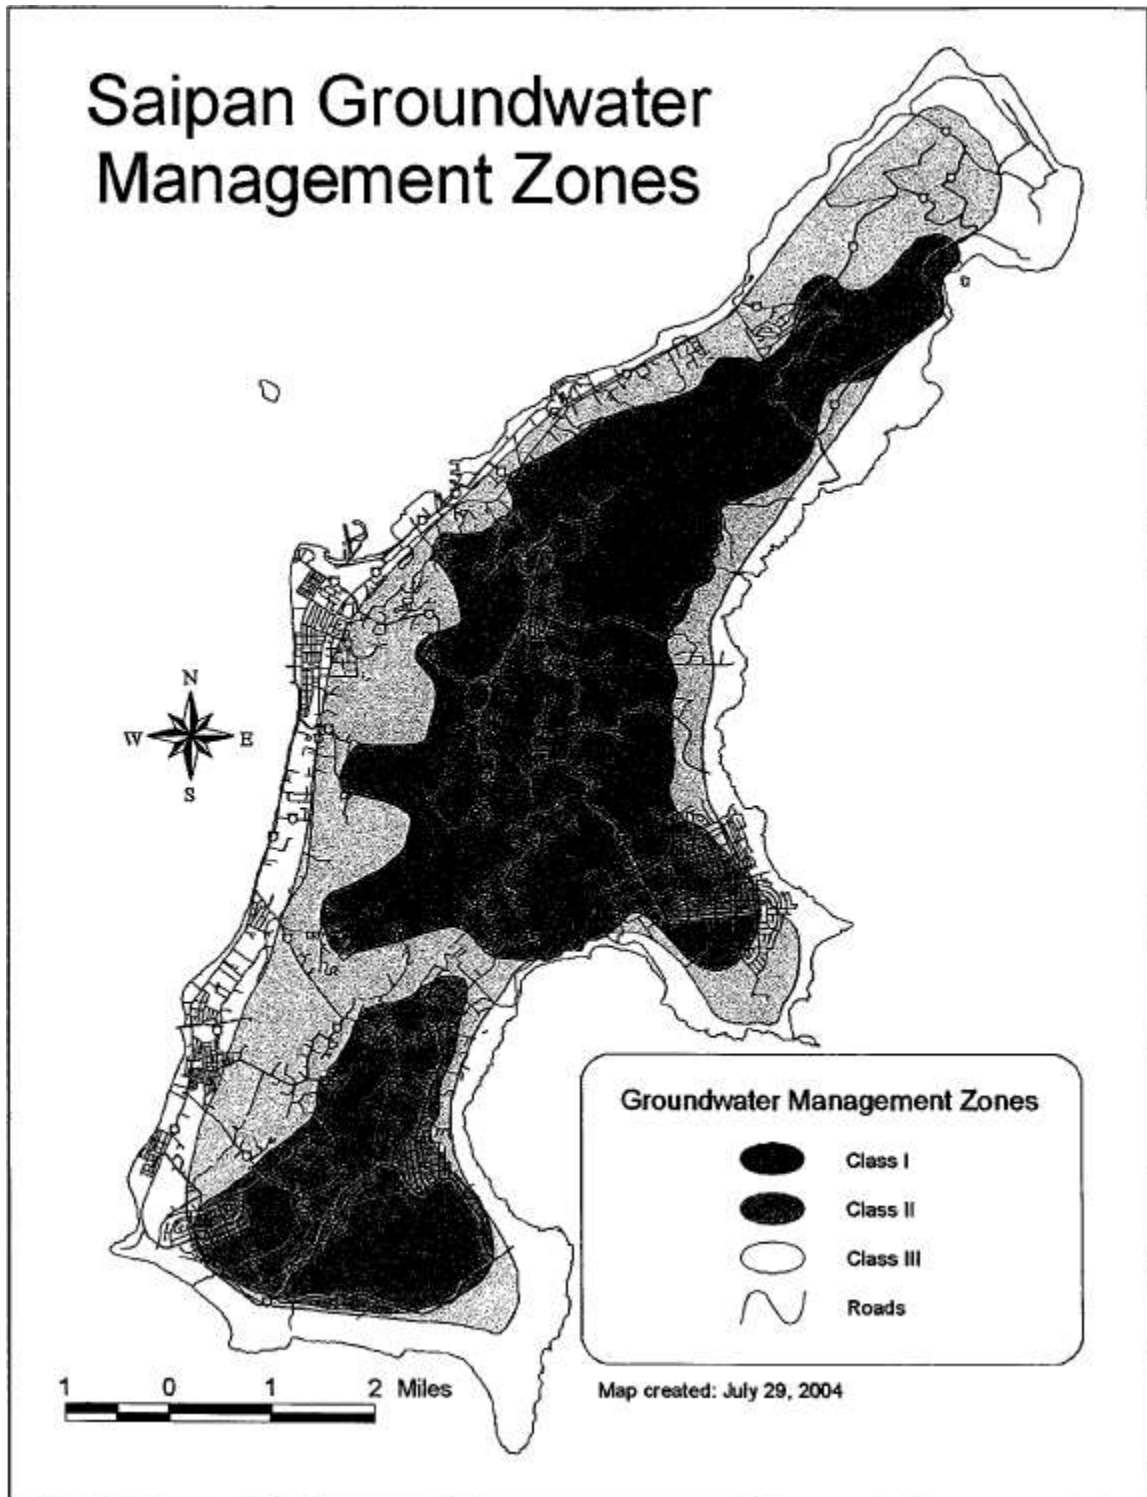 Saipan Groundwater
Management Zones
N
W E
S
Groundwater Management Zones
Class I
Class II
Class III
Roads
1 0 1 2 Miles
Map created: July 29, 2004